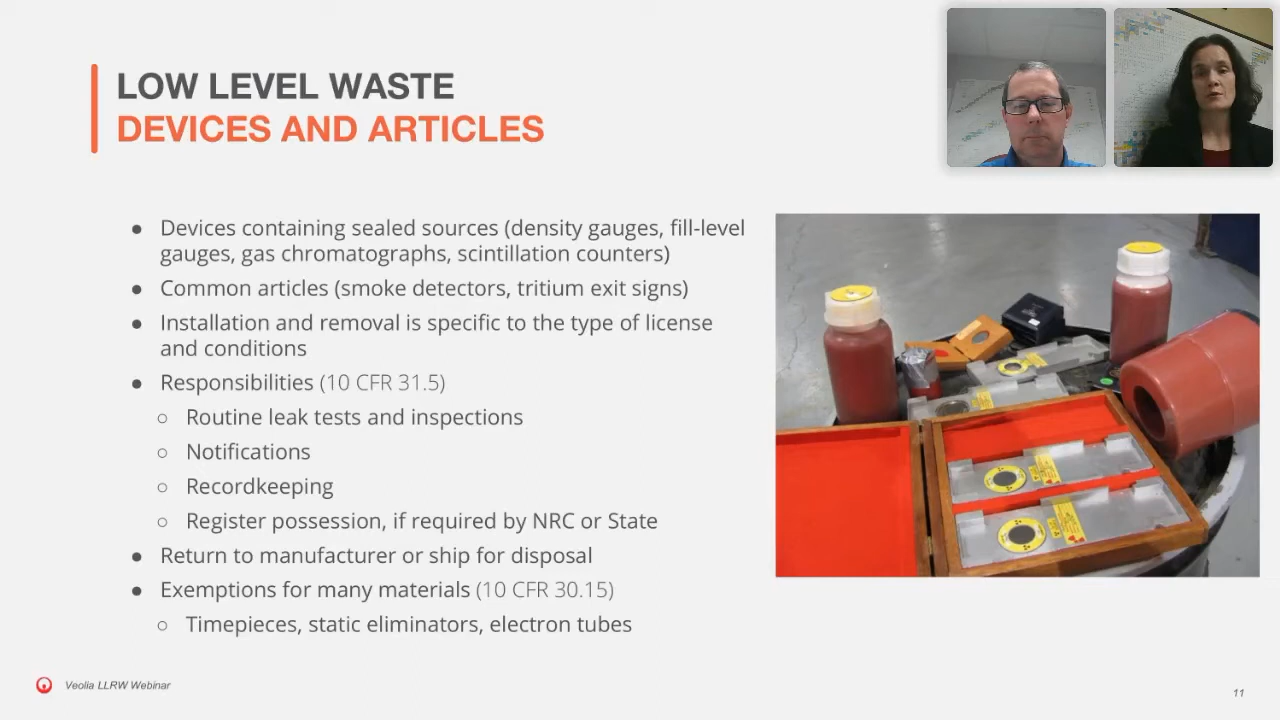 LOW LEVEL WASTE
DEVICES AND ARTICLES
● Devices containing sealed sources (density gauges, fill-level
gauges, gas chromatographs, scintillation counters)
● Common articles (smoke detectors, tritium exit signs)
● Installation and removal is specific to the type of license
and conditions
● Responsibilities (10 CFR 31.5)
○ Routine leak tests and inspections
○ Notifications
○ Recordkeeping
○ Register possession, if required by NRC or State
● Return to manufacturer or ship for disposal
● Exemptions for many materials (10 CFR 30.15)
○ Timepieces, static eliminators, electron tubes
Veolia LLRW Webinar
11